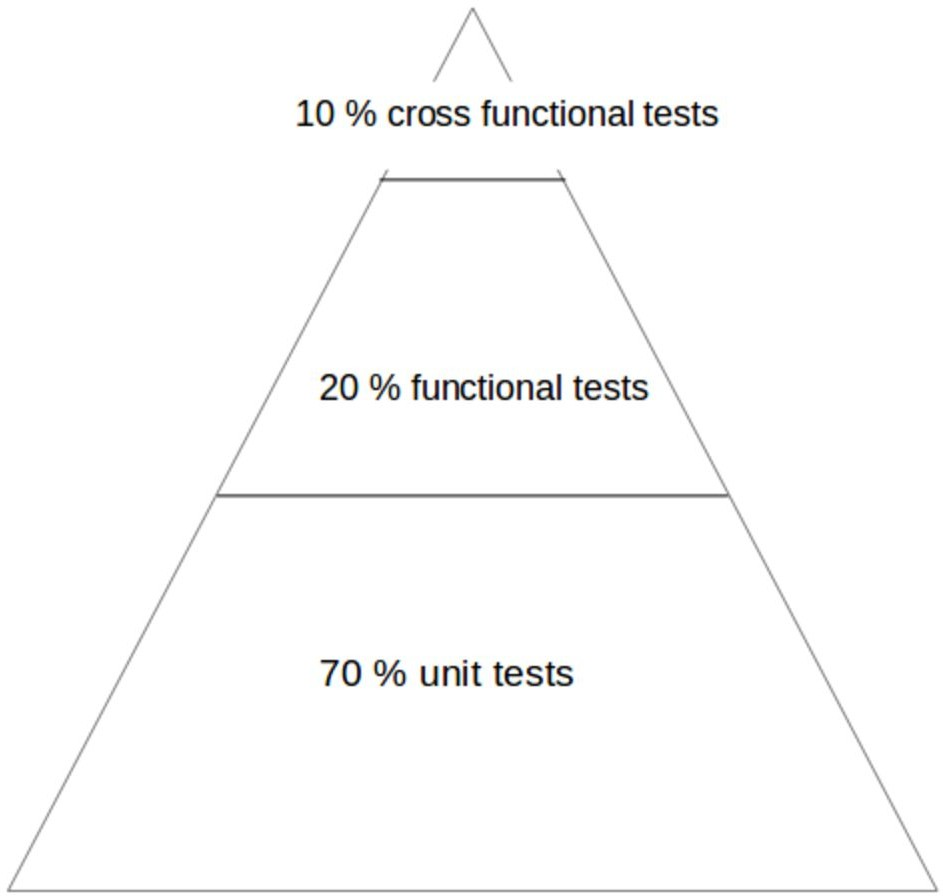 10 % cross functional tests
20 % functional tests
70 % unit tests